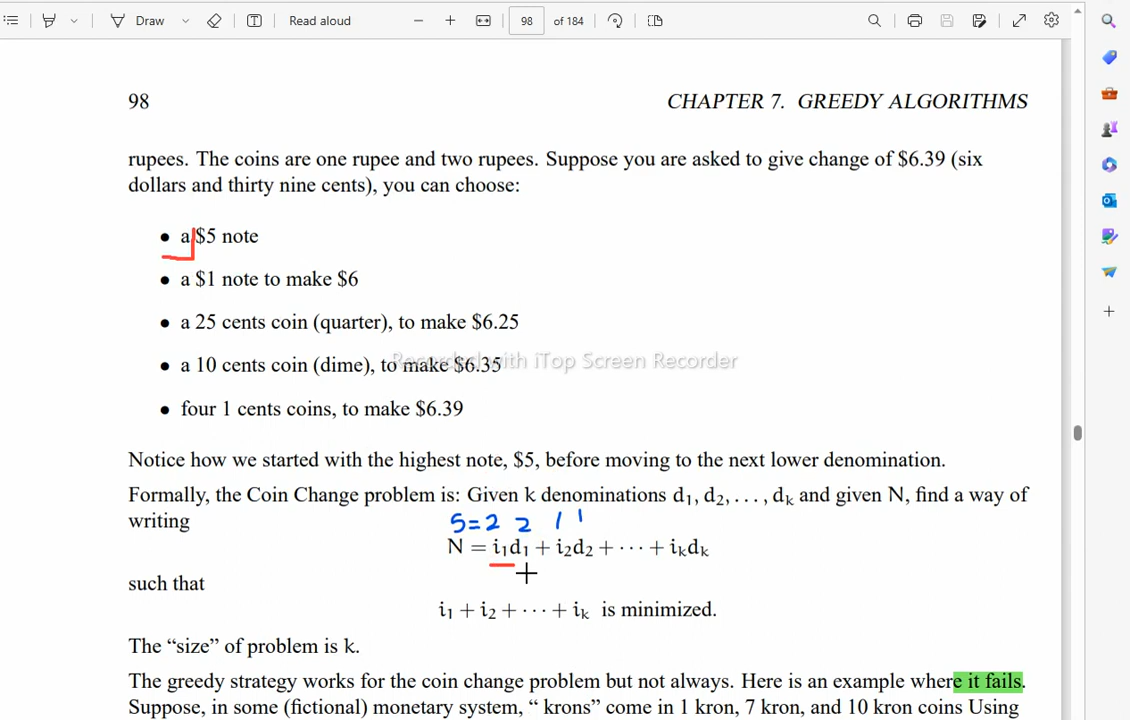 Draw
Read aloud
98
of 184
98
CHAPTER 7. GREEDY ALGORITHMS
rupees. The coins are one rupee and two rupees. Suppose you are asked to give change of $6.39 (six
dollars and thirty nine cents), you can choose:
• a $5 note
• a $1 note to make $6
• a 25 cents coin (quarter), to make $6.25
• a 10 cents coin (dime), to make $6.35
Recorded with iTop Screen Recorder
• four 1 cents coins, to make $6.39
Notice how we started with the highest note, $5, before moving to the next lower denomination.
Formally, the Coin Change problem is: Given k denominations d₁, d₂, . . . , dₖ and given N, find a way of
writing
5=2 2 1 1
N = i₁d₁ + i₂d₂ + ··· + iₖdₖ
such that
i₁ + i₂ + ··· + iₖ is minimized.
The “size” of problem is k.
The greedy strategy works for the coin change problem but not always. Here is an example where it fails.
Suppose, in some (fictional) monetary system, “ krons” come in 1 kron, 7 kron, and 10 kron coins Using